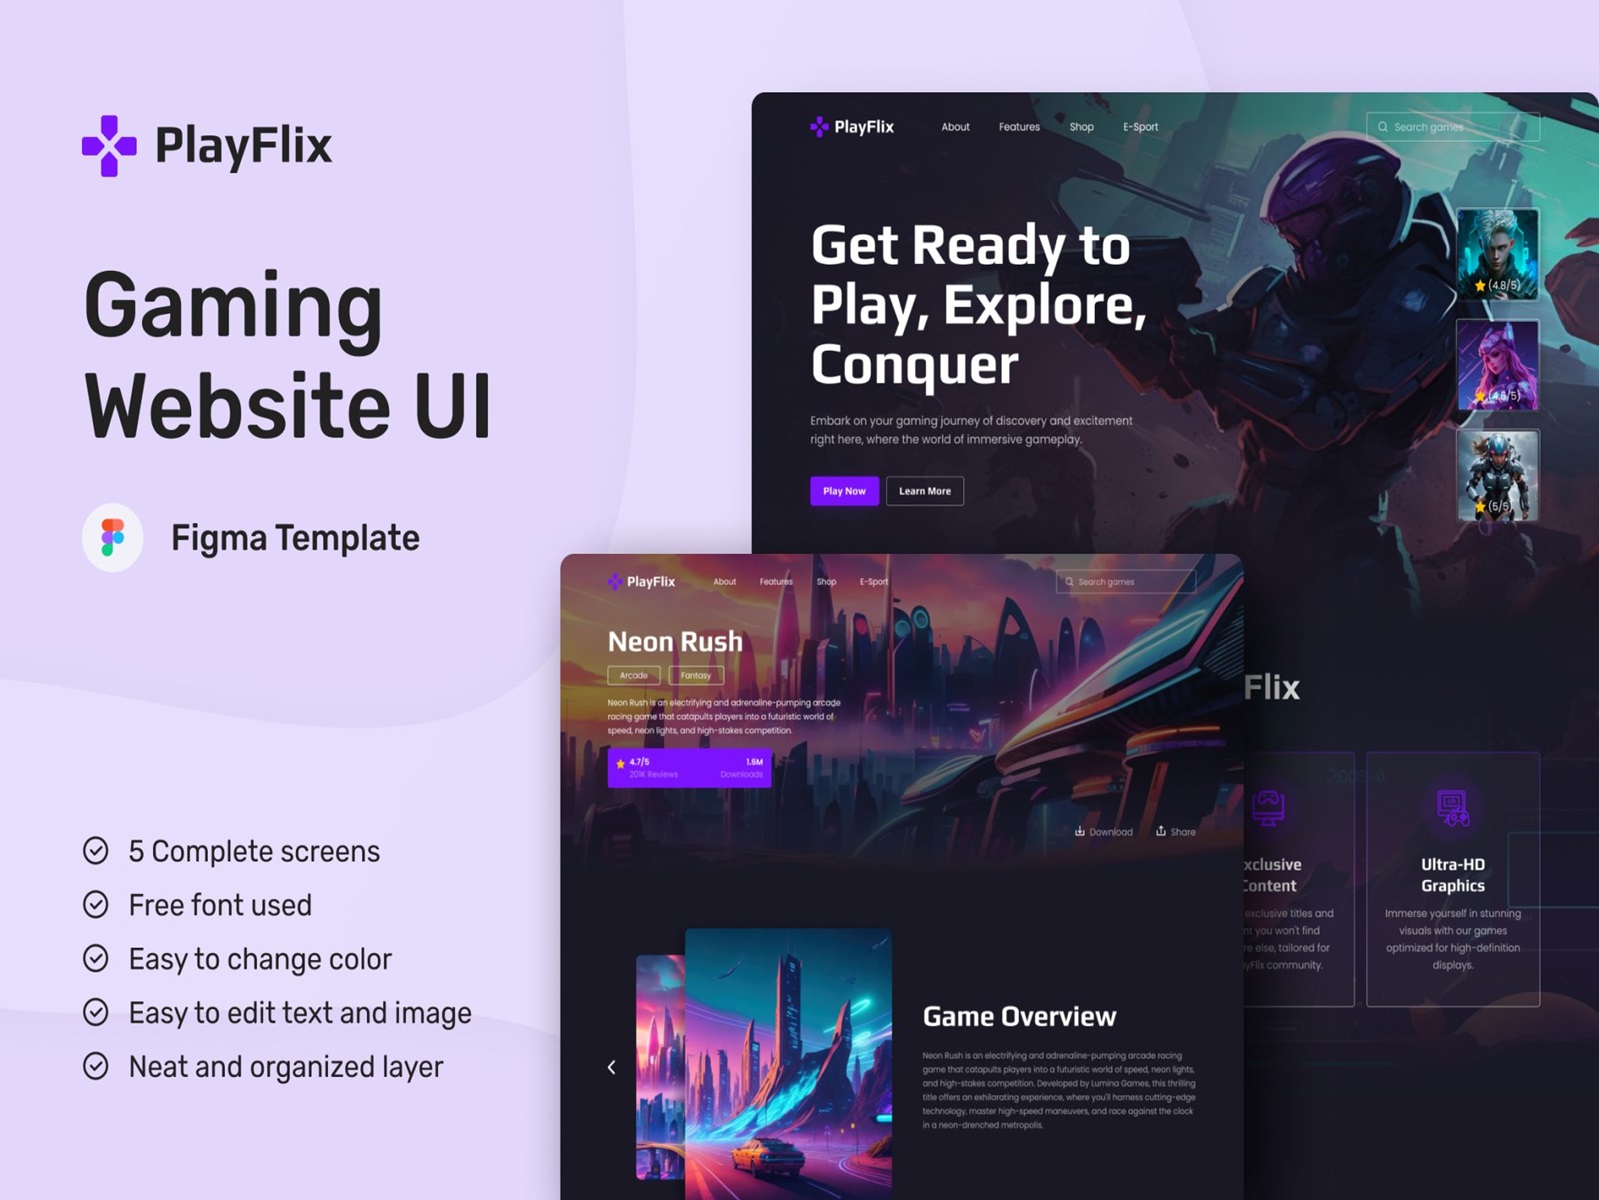 PlayFlix
Gaming
Website UI
Figma Template
5 Complete screens
Free font used
Easy to change color
Easy to edit text and image
Neat and organized layer
PlayFlix
About
Features
Shop
E-Sport
Search games
Get Ready to
Play, Explore,
Conquer
Embark on your gaming journey of discovery and excitement
right here, where the world of immersive gameplay.
Play Now
Learn More
(4.8/5)
(4.6/5)
(5/5)
PlayFlix
About
Features
Shop
E-Sport
Search games
Neon Rush
Arcade
Fantasy
Neon Rush is an electrifying and adrenaline-pumping arcade
racing game that catapults players into a futuristic world of
speed, neon lights, and high-stakes competition.
4.7/5
201K Reviews
1.6M
Downloads
Download
Share
Game Overview
Neon Rush is an electrifying and adrenaline-pumping arcade racing
game that catapults players into a futuristic world of speed, neon lights,
and high-stakes competition. Developed by Lumina Games, this thrilling
title offers an exhilarating experience, where you'll harness cutting-edge
technology, master high-speed maneuvers, and race against the clock
in a neon-drenched metropolis.
Flix
xclusive
Content
exclusive titles and
nt you won't find
re else, tailored for
yFlix community.
Ultra-HD
Graphics
Immerse yourself in stunning
visuals with our games
optimized for high-definition
displays.